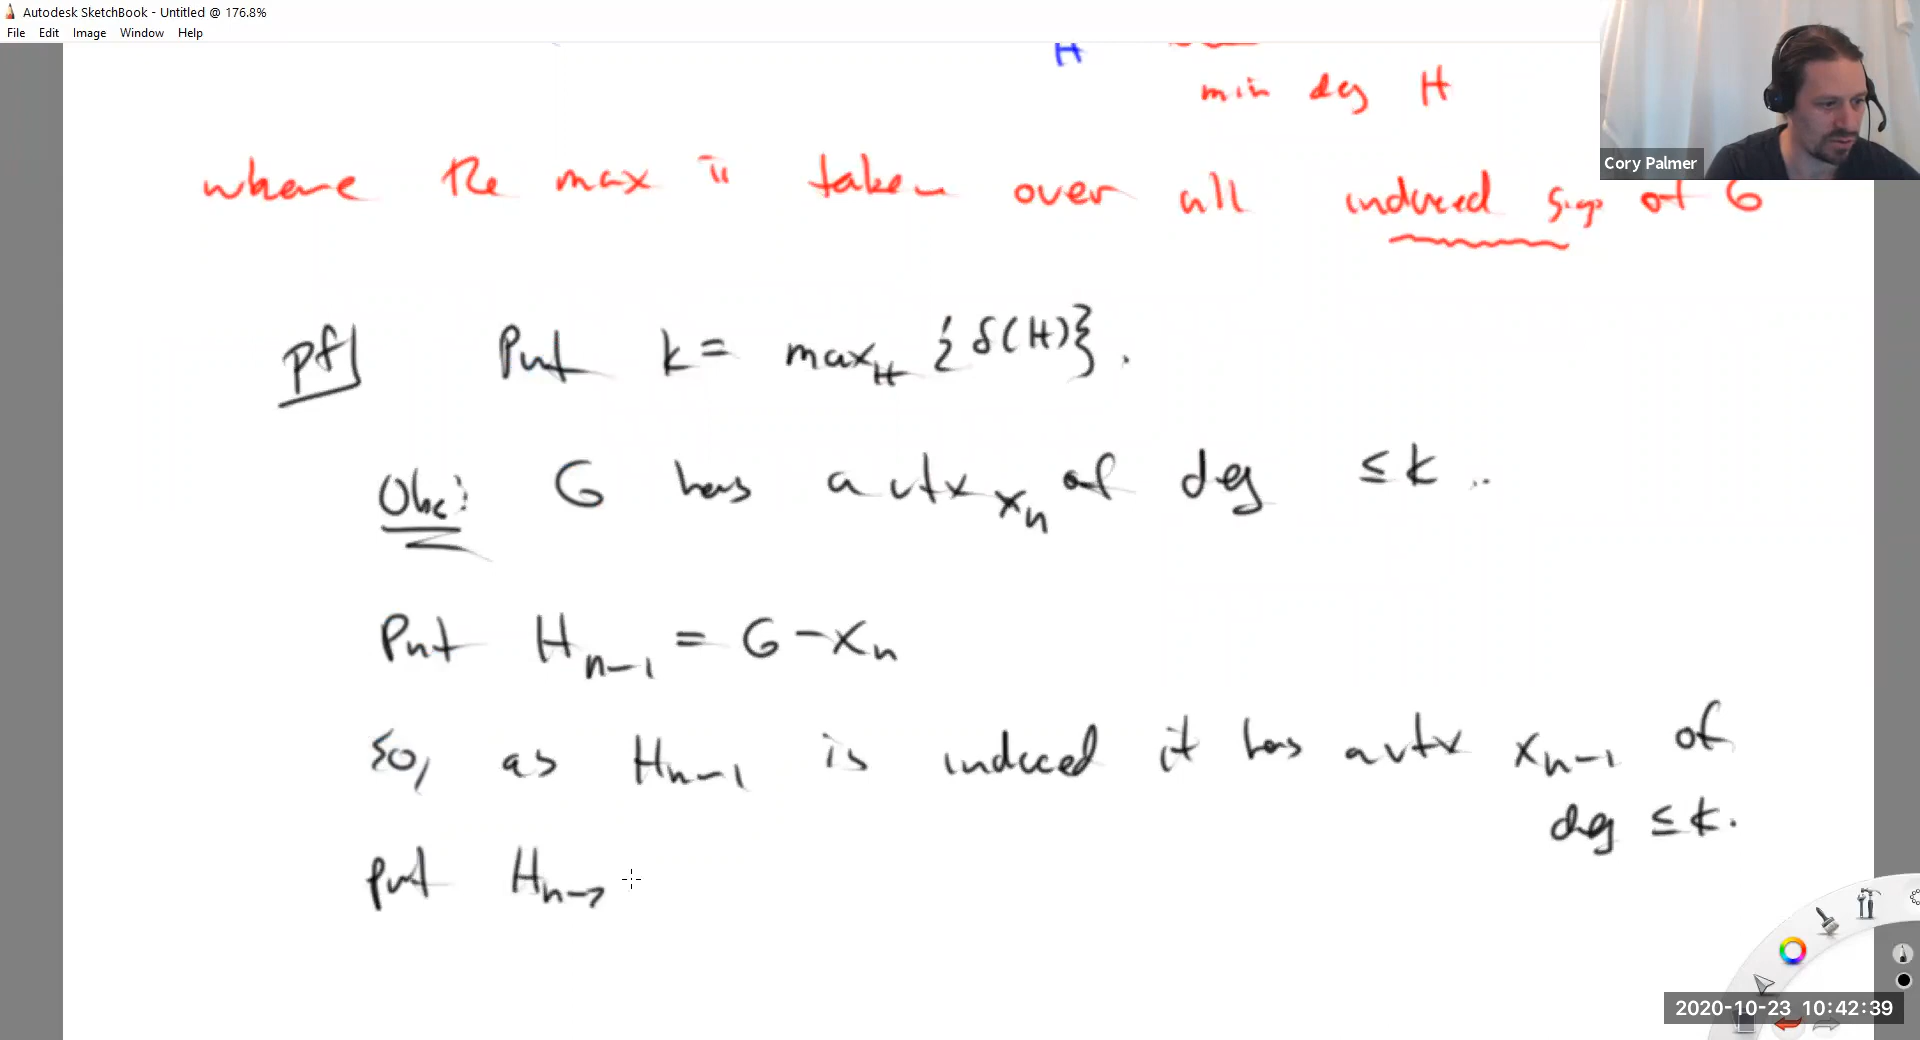 Autodesk SketchBook - Untitled @ 176.8%
File Edit Image Window Help
H
min deg H
Cory Palmer
where the max is taken over all induced sgs of G
pf] Put k = max_H {δ(H)}.
Obs: G has a vtx x_n of deg ≤ k.
Put H_{n-1} = G - x_n
So, as H_{n-1} is induced it has a vtx x_{n-1} of
deg ≤ k.
put H_{n-2}
2020-10-23 10:42:39